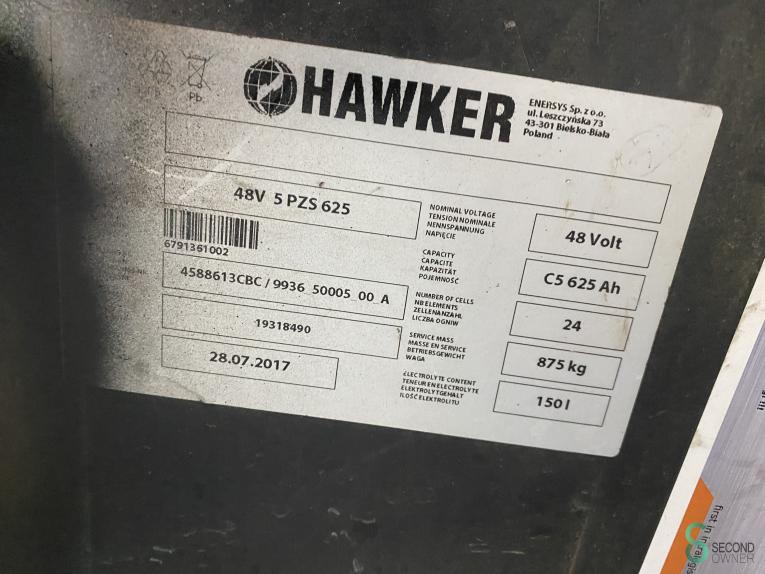 HAWKER
ENERSYS Sp. z o.o.
ul. Leszczyńska 73
43-301 Bielsko-Biała
Poland
Pb
48V 5 PZS 625
6791361002
4588613CBC / 9936_50005_00_A
19318490
28.07.2017
NOMINAL VOLTAGE
TENSION NOMINALE
NENNSPANNUNG
NAPIĘCIE
48 Volt
CAPACITY
CAPACITE
KAPAZITÄT
POJEMNOŚĆ
C5 625 Ah
NUMBER OF CELLS
NB ELEMENTS
ZELLENANZAHL
LICZBA OGNIW
24
SERVICE MASS
MASSE EN SERVICE
BETRIEBSGEWICHT
WAGA
875 kg
ELECTROLYTE CONTENT
TENEUR EN ELECTROLYTE
ELEKTROLYTGEHALT
ILOŚĆ ELEKTROLITU
150 l
first in
SECOND
OWNER